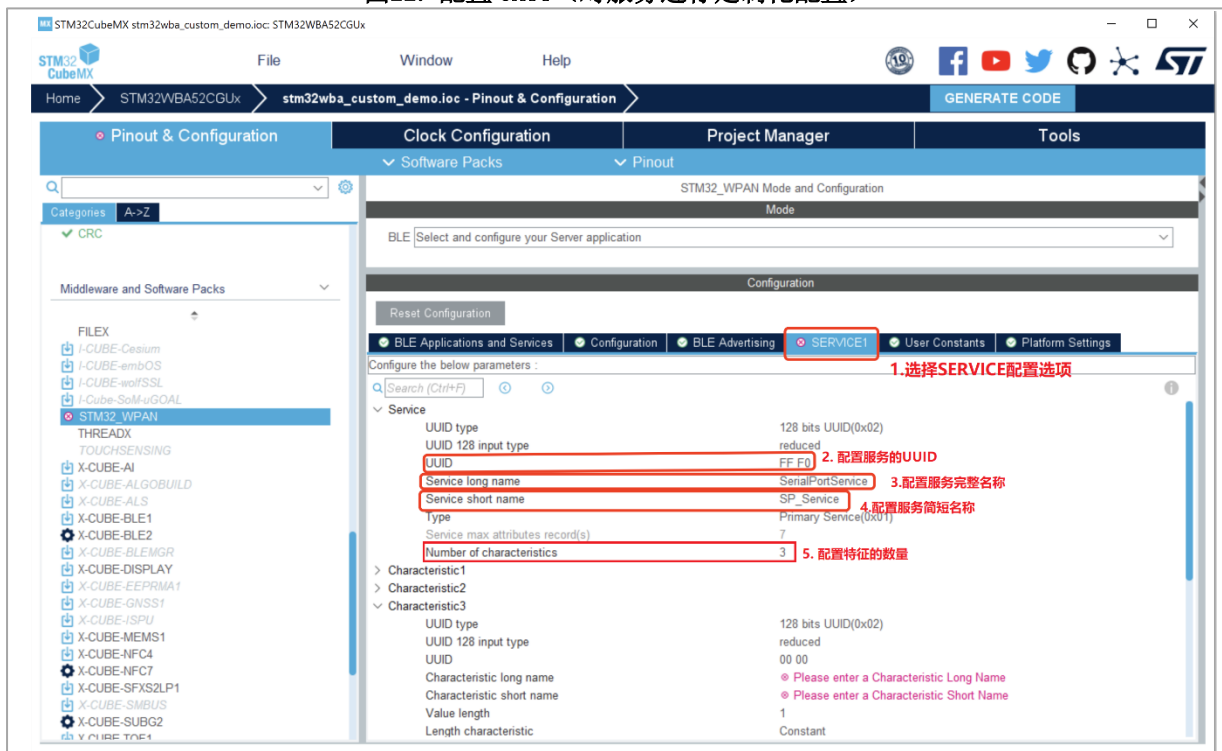 STM32CubeMX stm32wba_custom_demo.ioc: STM32WBA52CGUx
STM32
CubeMX
File
Window
Help
10
Home
STM32WBA52CGUx
stm32wba_custom_demo.ioc - Pinout & Configuration
GENERATE CODE
Pinout & Configuration
Clock Configuration
Project Manager
Tools
Software Packs
Pinout
Categories
A->Z
CRC
Middleware and Software Packs
FILEX
I-CUBE-Cesium
I-CUBE-embOS
I-CUBE-wolfSSL
I-Cube-SoM-uGOAL
STM32_WPAN
THREADX
TOUCHSENSING
X-CUBE-AI
X-CUBE-ALGOBUILD
X-CUBE-ALS
X-CUBE-BLE1
X-CUBE-BLE2
X-CUBE-BLEMGR
X-CUBE-DISPLAY
X-CUBE-EEPRMA1
X-CUBE-GNSS1
X-CUBE-ISPU
X-CUBE-MEMS1
X-CUBE-NFC4
X-CUBE-NFC7
X-CUBE-SFXS2LP1
X-CUBE-SMBUS
X-CUBE-SUBG2
STM32_WPAN Mode and Configuration
Mode
BLE Select and configure your Server application
Configuration
Reset Configuration
BLE Applications and Services
Configuration
BLE Advertising
SERVICE1
User Constants
Platform Settings
Configure the below parameters :
1.选择SERVICE配置选项
Search (Ctrl+F)
Service
UUID type 128 bits UUID(0x02)
UUID 128 input type reduced
UUID FF F0 2. 配置服务的UUID
Service long name SerialPortService 3.配置服务完整名称
Service short name SP_Service 4.配置服务简短名称
Type Primary Service(0x01)
Service max attributes record(s) 7
Number of characteristics 3 5. 配置特征的数量
Characteristic1
Characteristic2
Characteristic3
UUID type 128 bits UUID(0x02)
UUID 128 input type reduced
UUID 00 00
Characteristic long name Please enter a Characteristic Long Name
Characteristic short name Please enter a Characteristic Short Name
Value length 1
Length characteristic Constant